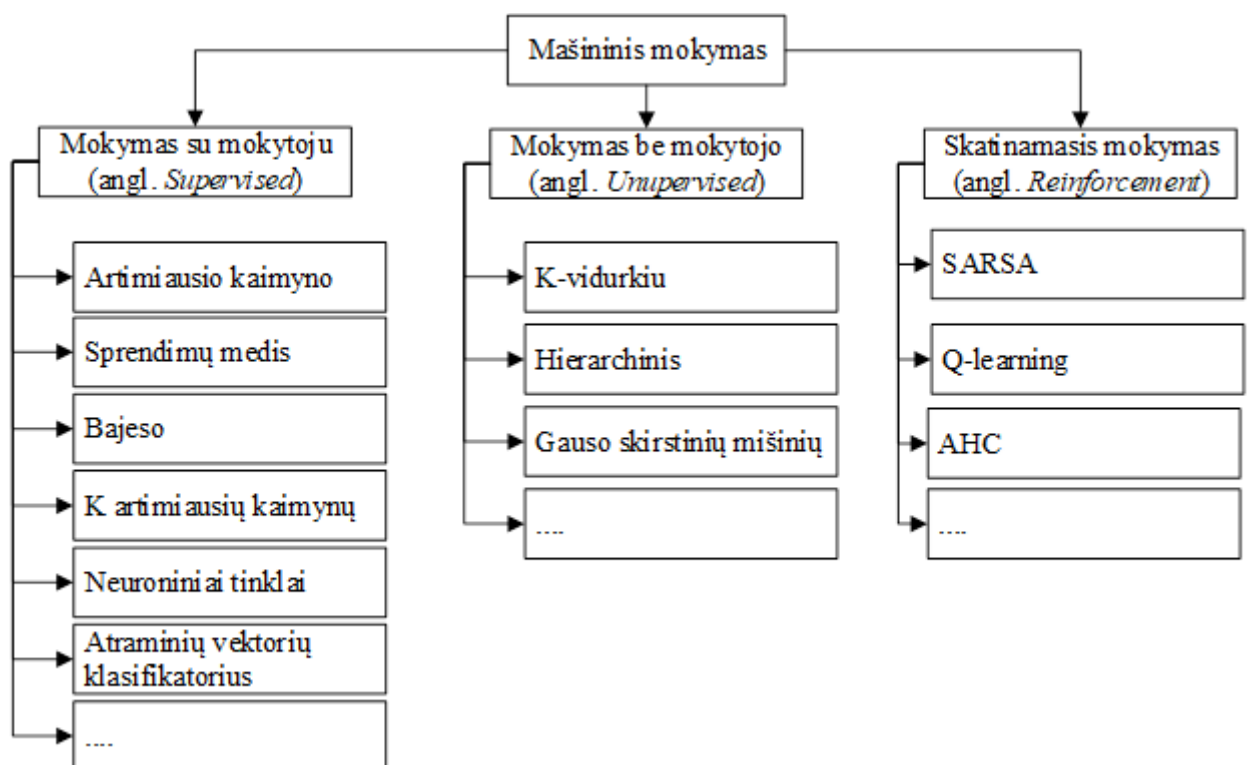 Mašininis mokymas
Mokymas su mokytoju
(angl. Supervised)
Artimiausio kaimyno
Sprendimų medis
Bajeso
K artimiausių kaimynų
Neuroniniai tinklai
Atraminių vektorių
klasifikatorius
....
Mokymas be mokytojo
(angl. Unupervised)
K-vidurkiu
Hierarchinis
Gauso skirstinių mišinių
....
Skatinamasis mokymas
(angl. Reinforcement)
SARSA
Q-learning
AHC
....